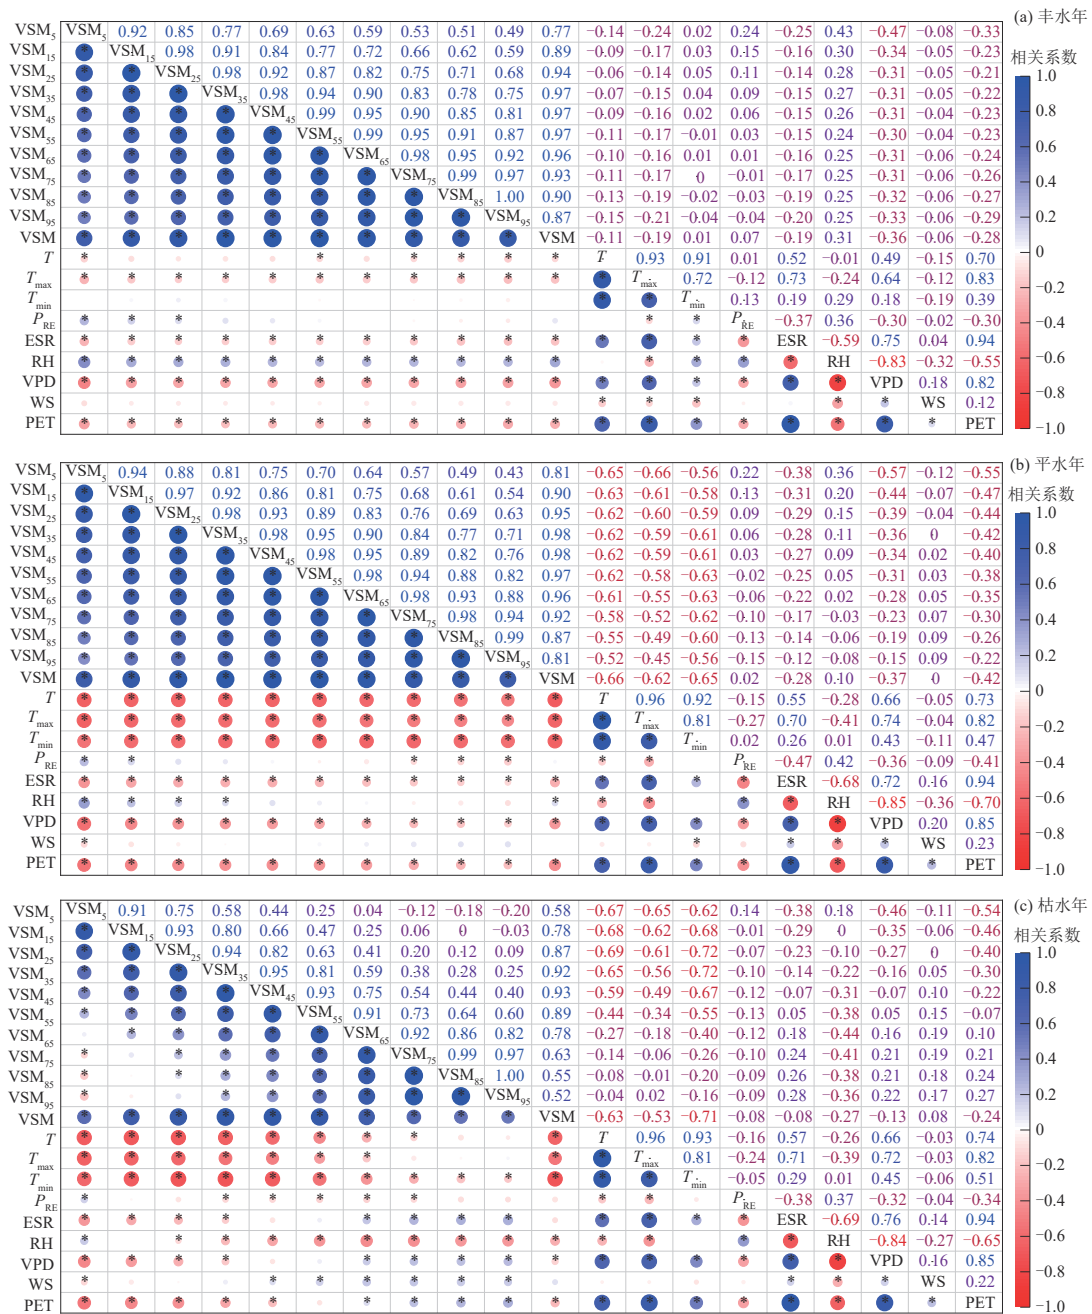 (a) 丰水年
VSM₅ VSM₅ 0.92 0.85 0.77 0.69 0.63 0.59 0.53 0.51 0.49 0.77 −0.14 −0.24 0.02 0.24 −0.25 0.43 −0.47 −0.08 −0.33
VSM₁₅ VSM₁₅ 0.98 0.91 0.84 0.77 0.72 0.66 0.62 0.59 0.89 −0.09 −0.17 0.03 0.15 −0.16 0.30 −0.34 −0.05 −0.23
VSM₂₅ VSM₂₅ 0.98 0.92 0.87 0.82 0.75 0.71 0.68 0.94 −0.06 −0.14 0.05 0.11 −0.14 0.28 −0.31 −0.05 −0.21
VSM₃₅ VSM₃₅ 0.98 0.94 0.90 0.83 0.78 0.75 0.97 −0.07 −0.15 0.04 0.09 −0.15 0.27 −0.31 −0.05 −0.22
VSM₄₅ VSM₄₅ 0.99 0.95 0.90 0.85 0.81 0.97 −0.09 −0.16 0.02 0.06 −0.15 0.26 −0.31 −0.04 −0.23
VSM₅₅ VSM₅₅ 0.99 0.95 0.91 0.87 0.97 −0.11 −0.17 −0.01 0.03 −0.15 0.24 −0.30 −0.04 −0.23
VSM₆₅ VSM₆₅ 0.98 0.95 0.92 0.96 −0.10 −0.16 0.01 0.01 −0.16 0.25 −0.31 −0.06 −0.24
VSM₇₅ VSM₇₅ 0.99 0.97 0.93 −0.11 −0.17 0 −0.01 −0.17 0.25 −0.31 −0.06 −0.26
VSM₈₅ VSM₈₅ 1.00 0.90 −0.13 −0.19 −0.02 −0.03 −0.19 0.25 −0.32 −0.06 −0.27
VSM₉₅ VSM₉₅ 0.87 −0.15 −0.21 −0.04 −0.04 −0.20 0.25 −0.33 −0.06 −0.29
VSM VSM −0.11 −0.19 0.01 0.07 −0.19 0.31 −0.36 −0.06 −0.28
T T 0.93 0.91 0.01 0.52 −0.01 0.49 −0.15 0.70
Tmax Tmax 0.72 −0.12 0.73 −0.24 0.64 −0.12 0.83
Tmin Tmin 0.13 0.19 0.29 0.18 −0.19 0.39
P_RE P_RE −0.37 0.36 −0.30 −0.02 −0.30
ESR ESR −0.59 0.75 0.04 0.94
RH RH −0.83 −0.32 −0.55
VPD VPD 0.18 0.82
WS WS 0.12
PET PET
相关系数
1.0
0.8
0.6
0.4
0.2
0
−0.2
−0.4
−0.6
−0.8
−1.0
(b) 平水年
VSM₅ VSM₅ 0.94 0.88 0.81 0.75 0.70 0.64 0.57 0.49 0.43 0.81 −0.65 −0.66 −0.56 0.22 −0.38 0.36 −0.57 −0.12 −0.55
VSM₁₅ VSM₁₅ 0.97 0.92 0.86 0.81 0.75 0.68 0.61 0.54 0.90 −0.63 −0.61 −0.58 0.13 −0.31 0.20 −0.44 −0.07 −0.47
VSM₂₅ VSM₂₅ 0.98 0.93 0.89 0.83 0.76 0.69 0.63 0.95 −0.62 −0.60 −0.59 0.09 −0.29 0.15 −0.39 −0.04 −0.44
VSM₃₅ VSM₃₅ 0.98 0.95 0.90 0.84 0.77 0.71 0.98 −0.62 −0.59 −0.61 0.06 −0.28 0.11 −0.36 0 −0.42
VSM₄₅ VSM₄₅ 0.98 0.95 0.89 0.82 0.76 0.98 −0.62 −0.59 −0.61 0.03 −0.27 0.09 −0.34 0.02 −0.40
VSM₅₅ VSM₅₅ 0.98 0.94 0.88 0.82 0.97 −0.62 −0.58 −0.63 −0.02 −0.25 0.05 −0.31 0.03 −0.38
VSM₆₅ VSM₆₅ 0.98 0.93 0.88 0.96 −0.61 −0.55 −0.63 −0.06 −0.22 0.02 −0.28 0.05 −0.35
VSM₇₅ VSM₇₅ 0.98 0.94 0.92 −0.58 −0.52 −0.62 −0.10 −0.17 −0.03 −0.23 0.07 −0.30
VSM₈₅ VSM₈₅ 0.99 0.87 −0.55 −0.49 −0.60 −0.13 −0.14 −0.06 −0.19 0.09 −0.26
VSM₉₅ VSM₉₅ 0.81 −0.52 −0.45 −0.56 −0.15 −0.12 −0.08 −0.15 0.09 −0.22
VSM VSM −0.66 −0.62 −0.65 0.02 −0.28 0.10 −0.37 0 −0.42
T T 0.96 0.92 −0.15 0.55 −0.28 0.66 −0.05 0.73
Tmax Tmax 0.81 −0.27 0.70 −0.41 0.74 −0.04 0.82
Tmin Tmin 0.02 0.26 0.01 0.43 −0.11 0.47
P_RE P_RE −0.47 0.42 −0.36 −0.09 −0.41
ESR ESR −0.68 0.72 0.16 0.94
RH RH −0.85 −0.36 −0.70
VPD VPD 0.20 0.85
WS WS 0.23
PET PET
相关系数
1.0
0.8
0.6
0.4
0.2
0
−0.2
−0.4
−0.6
−0.8
−1.0
(c) 枯水年
VSM₅ VSM₅ 0.91 0.75 0.58 0.44 0.25 0.04 −0.12 −0.18 −0.20 0.58 −0.67 −0.65 −0.62 0.14 −0.38 0.18 −0.46 −0.11 −0.54
VSM₁₅ VSM₁₅ 0.93 0.80 0.66 0.47 0.25 0.06 0 −0.03 0.78 −0.68 −0.62 −0.68 −0.01 −0.29 0 −0.35 −0.06 −0.46
VSM₂₅ VSM₂₅ 0.94 0.82 0.63 0.41 0.20 0.12 0.09 0.87 −0.69 −0.61 −0.72 −0.07 −0.23 −0.10 −0.27 0 −0.40
VSM₃₅ VSM₃₅ 0.95 0.81 0.59 0.38 0.28 0.25 0.92 −0.65 −0.56 −0.72 −0.10 −0.14 −0.22 −0.16 0.05 −0.30
VSM₄₅ VSM₄₅ 0.93 0.75 0.54 0.44 0.40 0.93 −0.59 −0.49 −0.67 −0.12 −0.07 −0.31 −0.07 0.10 −0.22
VSM₅₅ VSM₅₅ 0.91 0.73 0.64 0.60 0.89 −0.44 −0.34 −0.55 −0.13 0.05 −0.38 0.05 0.15 −0.07
VSM₆₅ VSM₆₅ 0.92 0.86 0.82 0.78 −0.27 −0.18 −0.40 −0.12 0.18 −0.44 0.16 0.19 0.10
VSM₇₅ VSM₇₅ 0.99 0.97 0.63 −0.14 −0.06 −0.26 −0.10 0.24 −0.41 0.21 0.19 0.21
VSM₈₅ VSM₈₅ 1.00 0.55 −0.08 −0.01 −0.20 −0.09 0.26 −0.38 0.21 0.18 0.24
VSM₉₅ VSM₉₅ 0.52 −0.04 0.02 −0.16 −0.09 0.28 −0.36 0.22 0.17 0.27
VSM VSM −0.63 −0.53 −0.71 −0.08 −0.08 −0.27 −0.13 0.08 −0.24
T T 0.96 0.93 −0.16 0.57 −0.26 0.66 −0.03 0.74
Tmax Tmax 0.81 −0.24 0.71 −0.39 0.72 −0.03 0.82
Tmin Tmin −0.05 0.29 0.01 0.45 −0.06 0.51
P_RE P_RE −0.38 0.37 −0.32 −0.04 −0.34
ESR ESR −0.69 0.76 0.14 0.94
RH RH −0.84 −0.27 −0.65
VPD VPD 0.16 0.85
WS WS 0.22
PET PET
相关系数
1.0
0.8
0.6
0.4
0.2
0
−0.2
−0.4
−0.6
−0.8
−1.0